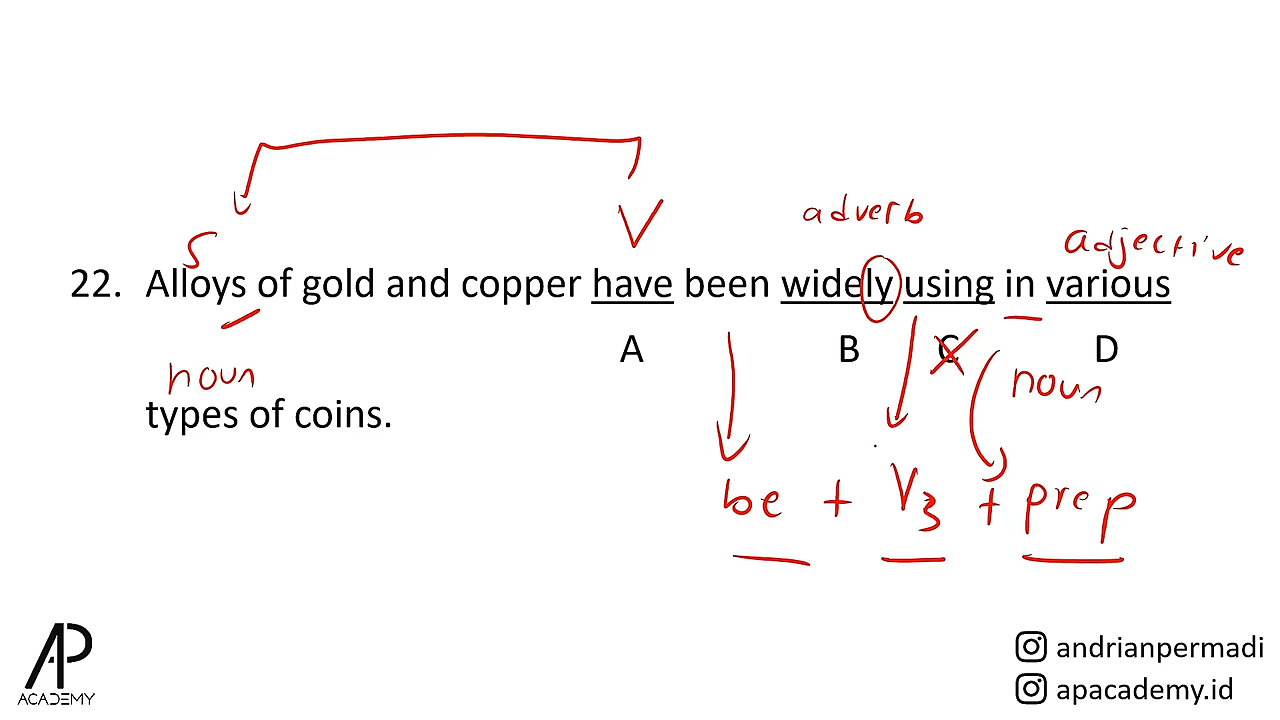 adverb
S V adjective
22. Alloys of gold and copper have been widely using in various
A B C D
noun noun
types of coins.
be + V3 + prep
AP
ACADEMY
andrianpermadi
apacademy.id